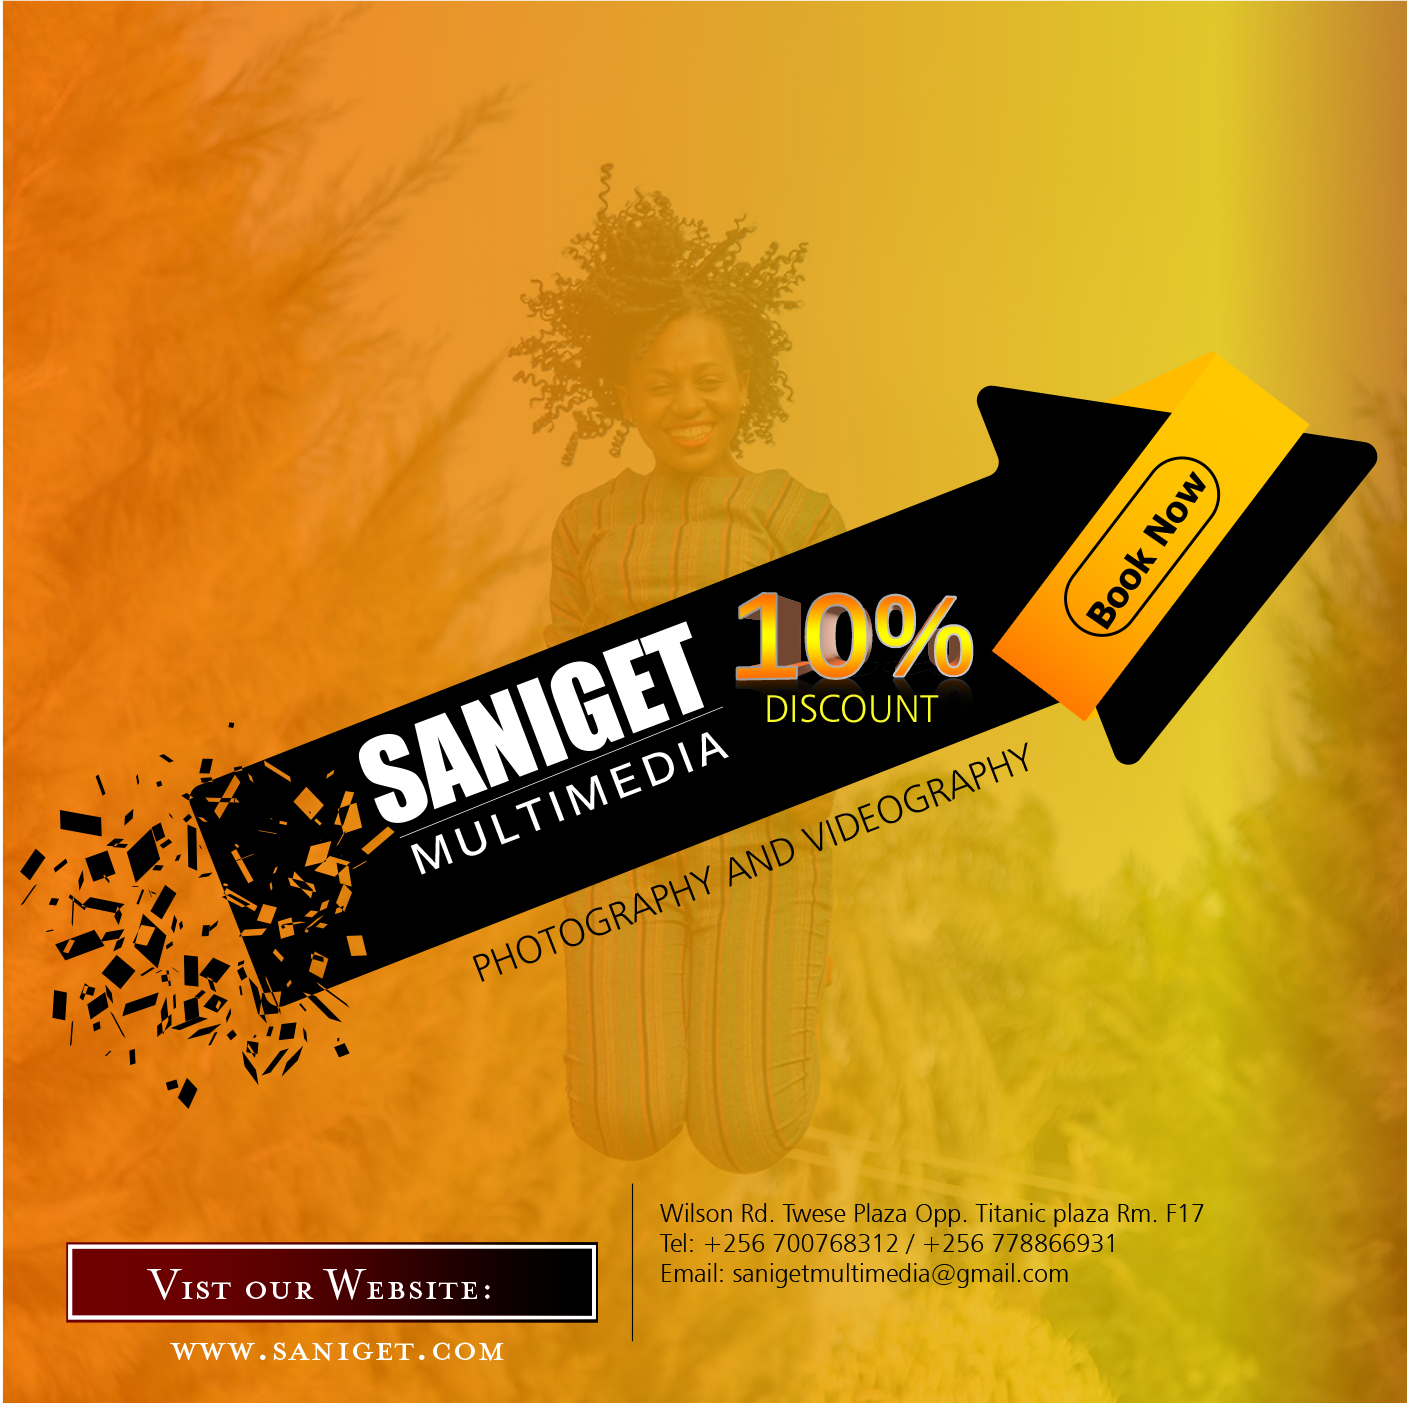 SANIGET
MULTIMEDIA
10%
DISCOUNT
Book Now
PHOTOGRAPHY AND VIDEOGRAPHY
Vist our Website:
www.saniget.com
Wilson Rd. Twese Plaza Opp. Titanic plaza Rm. F17
Tel: +256 700768312 / +256 778866931
Email: sanigetmultimedia@gmail.com